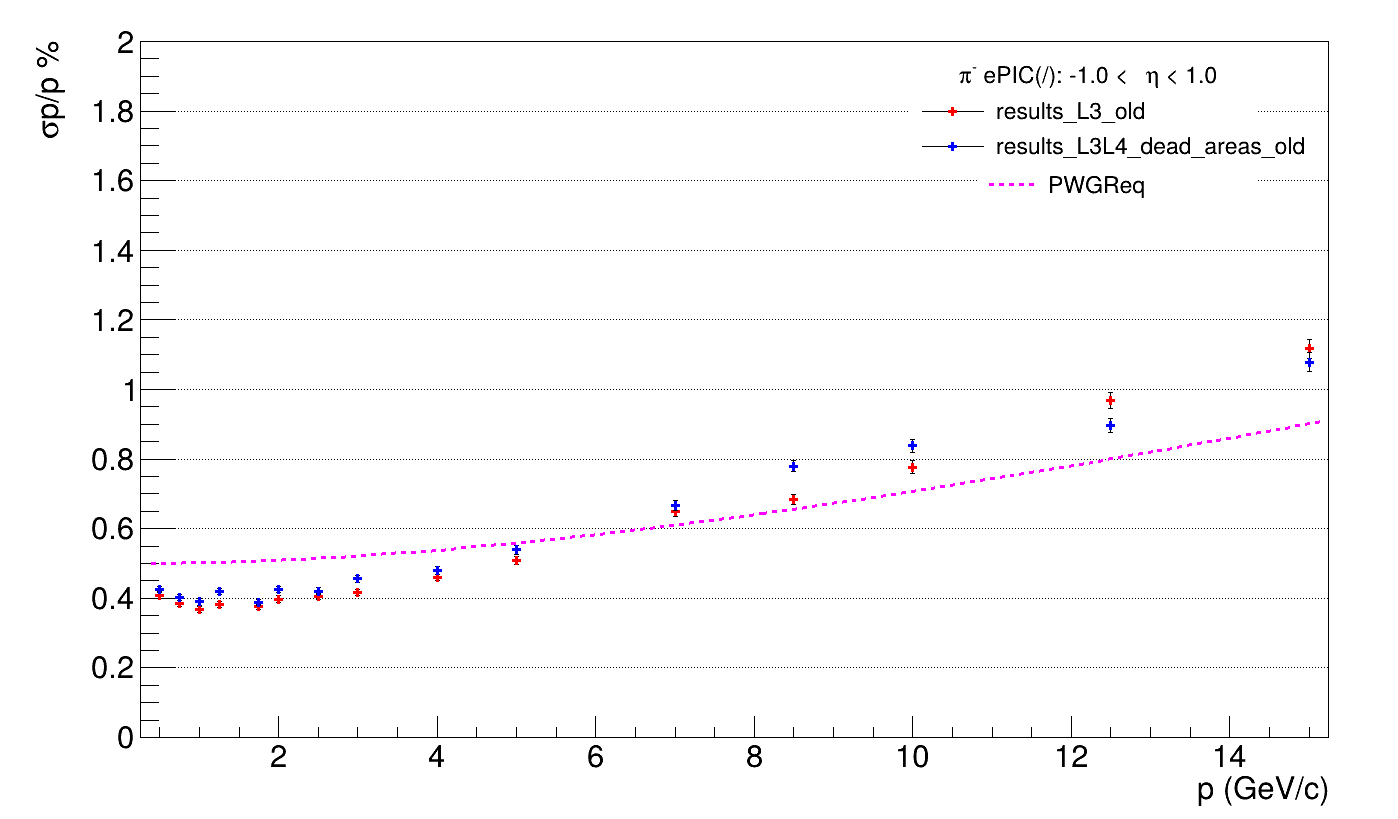 σp/p %
2
1.8
1.6
1.4
1.2
1
0.8
0.6
0.4
0.2
0
π- ePIC(/): -1.0 < η < 1.0
results_L3_old
results_L3L4_dead_areas_old
PWGReq
2 4 6 8 10 12 14
p (GeV/c)